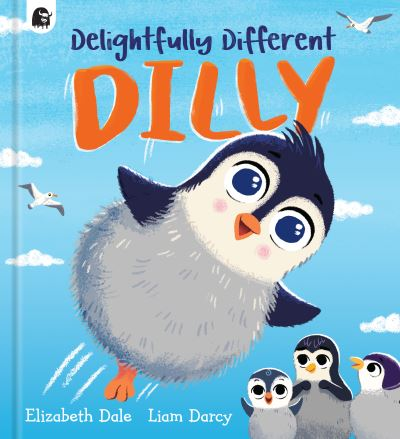 Delightfully Different
DILLY
Elizabeth Dale Liam Darcy